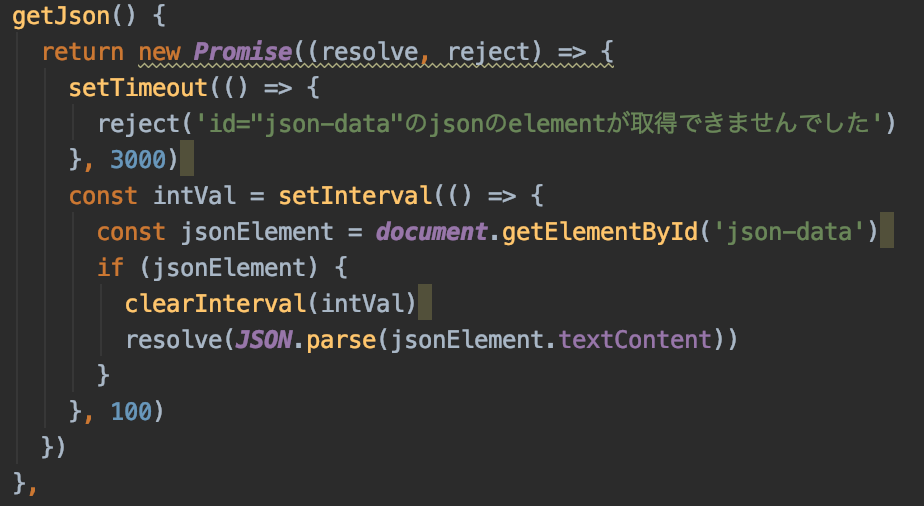 getJson() {
  return new Promise((resolve, reject) => {
    setTimeout(() => {
      reject('id="json-data"のjsonのelementが取得できませんでした')
    }, 3000)
    const intVal = setInterval(() => {
      const jsonElement = document.getElementById('json-data')
      if (jsonElement) {
        clearInterval(intVal)
        resolve(JSON.parse(jsonElement.textContent))
      }
    }, 100)
  })
},